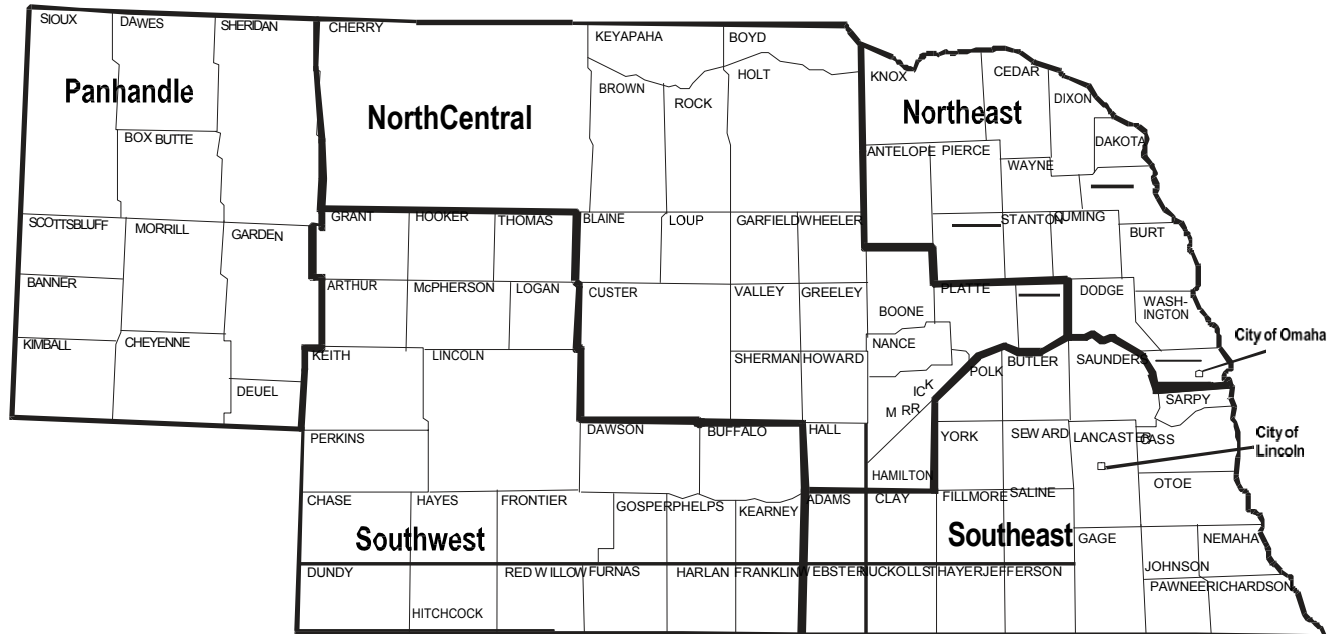 SIOUX
DAWES
SHERIDAN
CHERRY
KEYAPAHA
BOYD
Panhandle
NorthCentral
BROWN
ROCK
HOLT
KNOX
CEDAR
DIXON
Northeast
DAKOTA
BOX BUTTE
ANTELOPE
PIERCE
WAYNE
SCOTTSBLUFF
MORRILL
GARDEN
GRANT
HOOKER
THOMAS
BLAINE
LOUP
GARFIELD
WHEELER
STANTON
CUMING
BURT
BANNER
ARTHUR
McPHERSON
LOGAN
CUSTER
VALLEY
GREELEY
BOONE
PLATTE
DODGE
WASH-
INGTON
KIMBALL
CHEYENNE
DEUEL
KEITH
LINCOLN
SHERMAN
HOWARD
NANCE
MERRICK
POLK
BUTLER
SAUNDERS
City of Omaha
SARPY
PERKINS
DAWSON
BUFFALO
HALL
HAMILTON
YORK
SEWARD
LANCASTER
CASS
City of
Lincoln
OTOE
CHASE
HAYES
FRONTIER
GOSPER
PHELPS
KEARNEY
ADAMS
CLAY
FILLMORE
SALINE
Southwest
Southeast
GAGE
NEMAHA
JOHNSON
DUNDY
HITCHCOCK
RED WILLOW
FURNAS
HARLAN
FRANKLIN
WEBSTER
NUCKOLLS
THAYER
JEFFERSON
PAWNEE
RICHARDSON